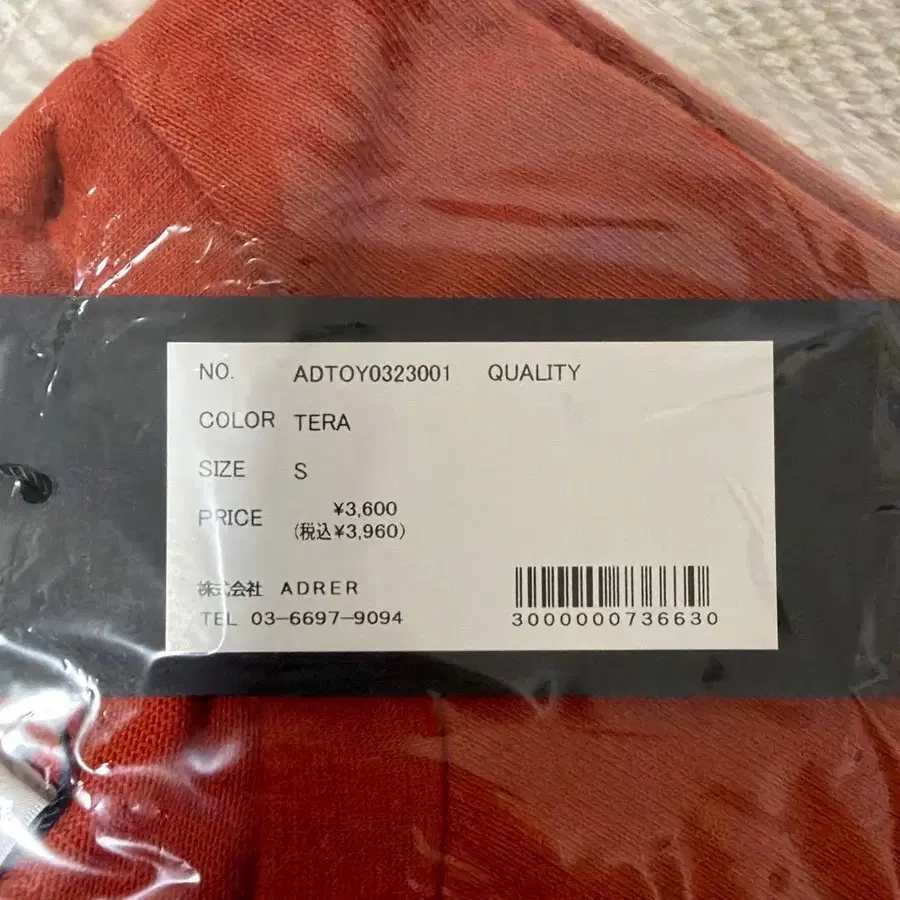 NO. ADTOY0323001 QUALITY
COLOR TERA
SIZE S
PRICE ¥3,600
(税込¥3,960)
株式会社 ADRER
TEL 03-6697-9094
3000000736630